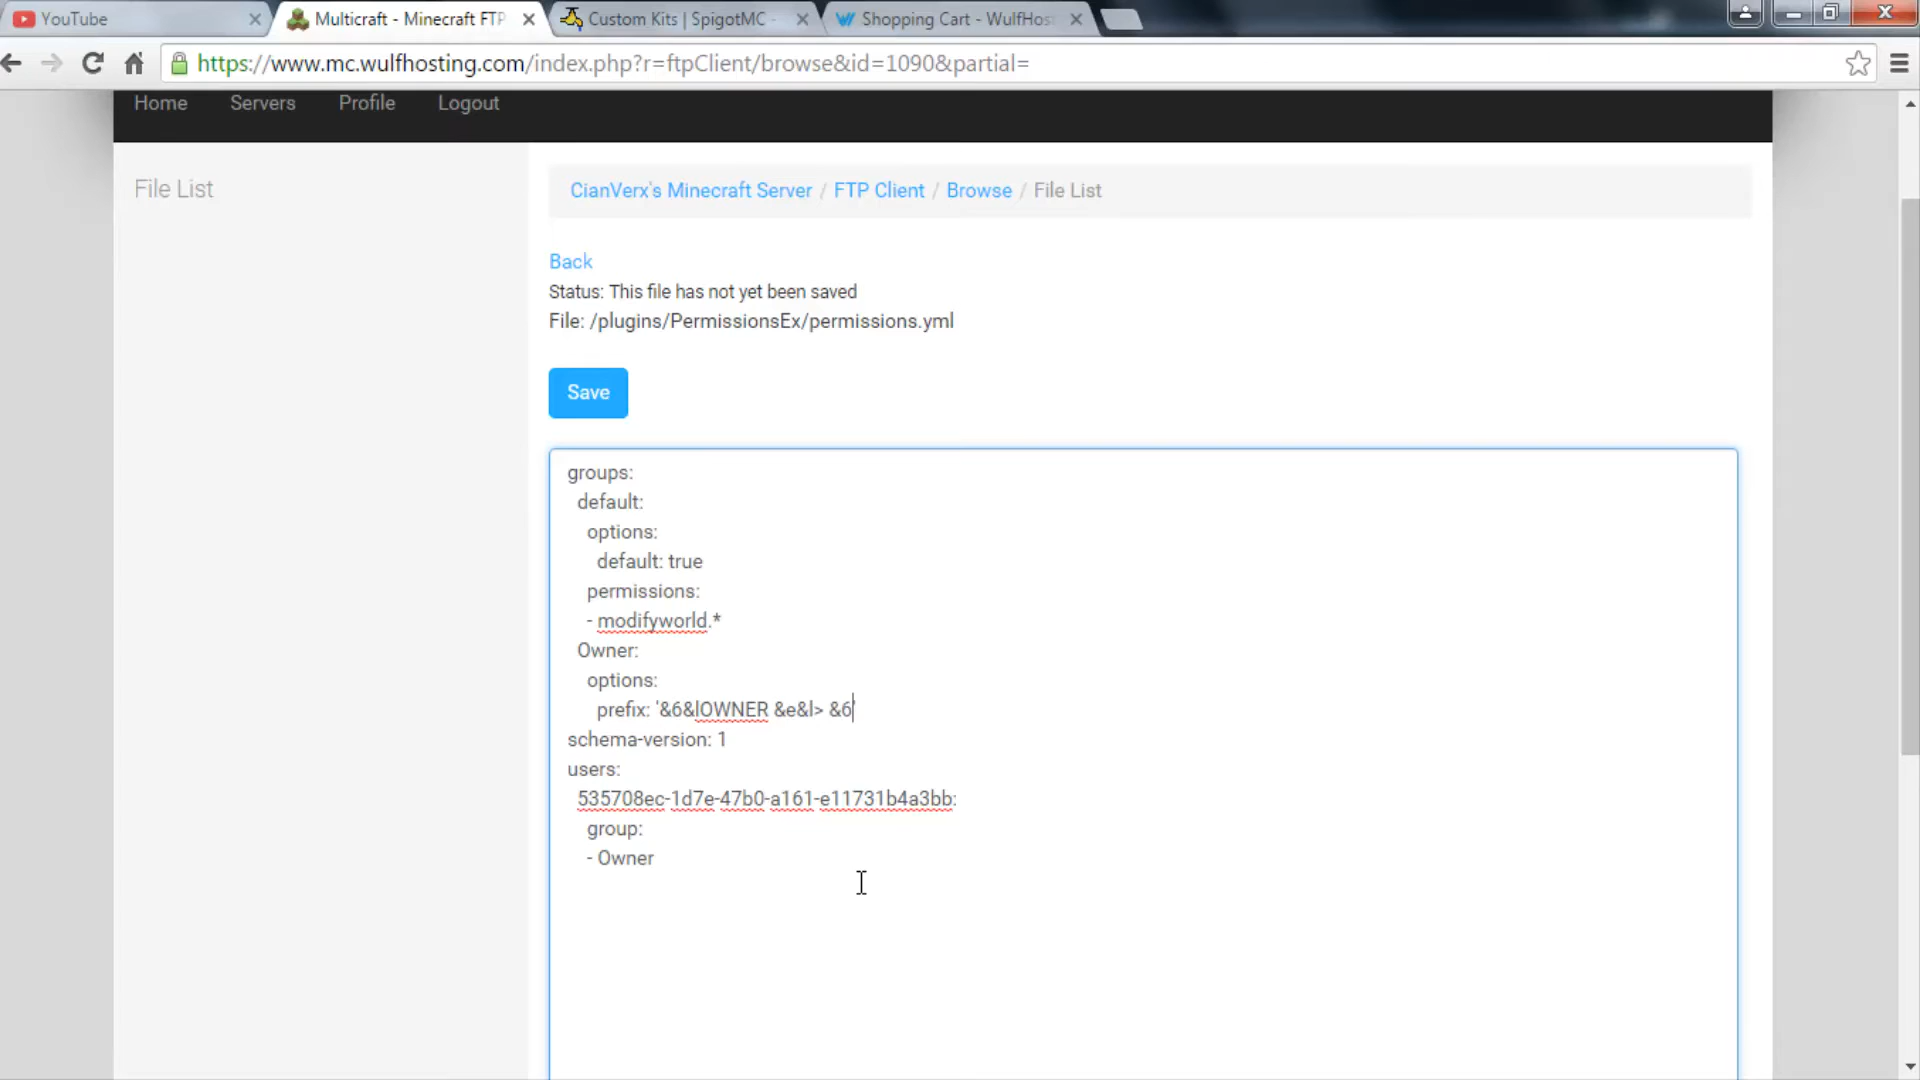 YouTube
Multicraft - Minecraft FTP
Custom Kits | SpigotMC -
Shopping Cart - WulfHos
https://www.mc.wulfhosting.com/index.php?r=ftpClient/browse&id=1090&partial=
Home Servers Profile Logout
File List
CianVerx's Minecraft Server / FTP Client / Browse / File List
Back
Status: This file has not yet been saved
File: /plugins/PermissionsEx/permissions.yml
Save
groups:
default:
options:
default: true
permissions:
- modifyworld.*
Owner:
options:
prefix: '&6&lOWNER &e&l> &6'
schema-version: 1
users:
535708ec-1d7e-47b0-a161-e11731b4a3bb:
group:
- Owner